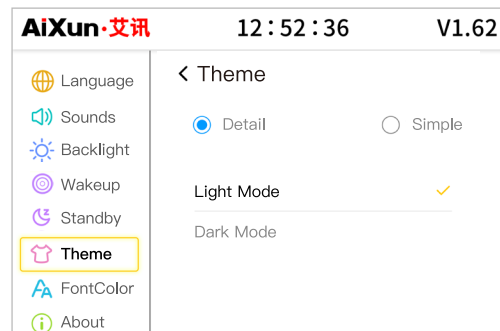 AiXun·艾讯 12:52:36 V1.62
Language
Sounds
Backlight
Wakeup
Standby
Theme
FontColor
About
Theme
Detail Simple
Light Mode
Dark Mode